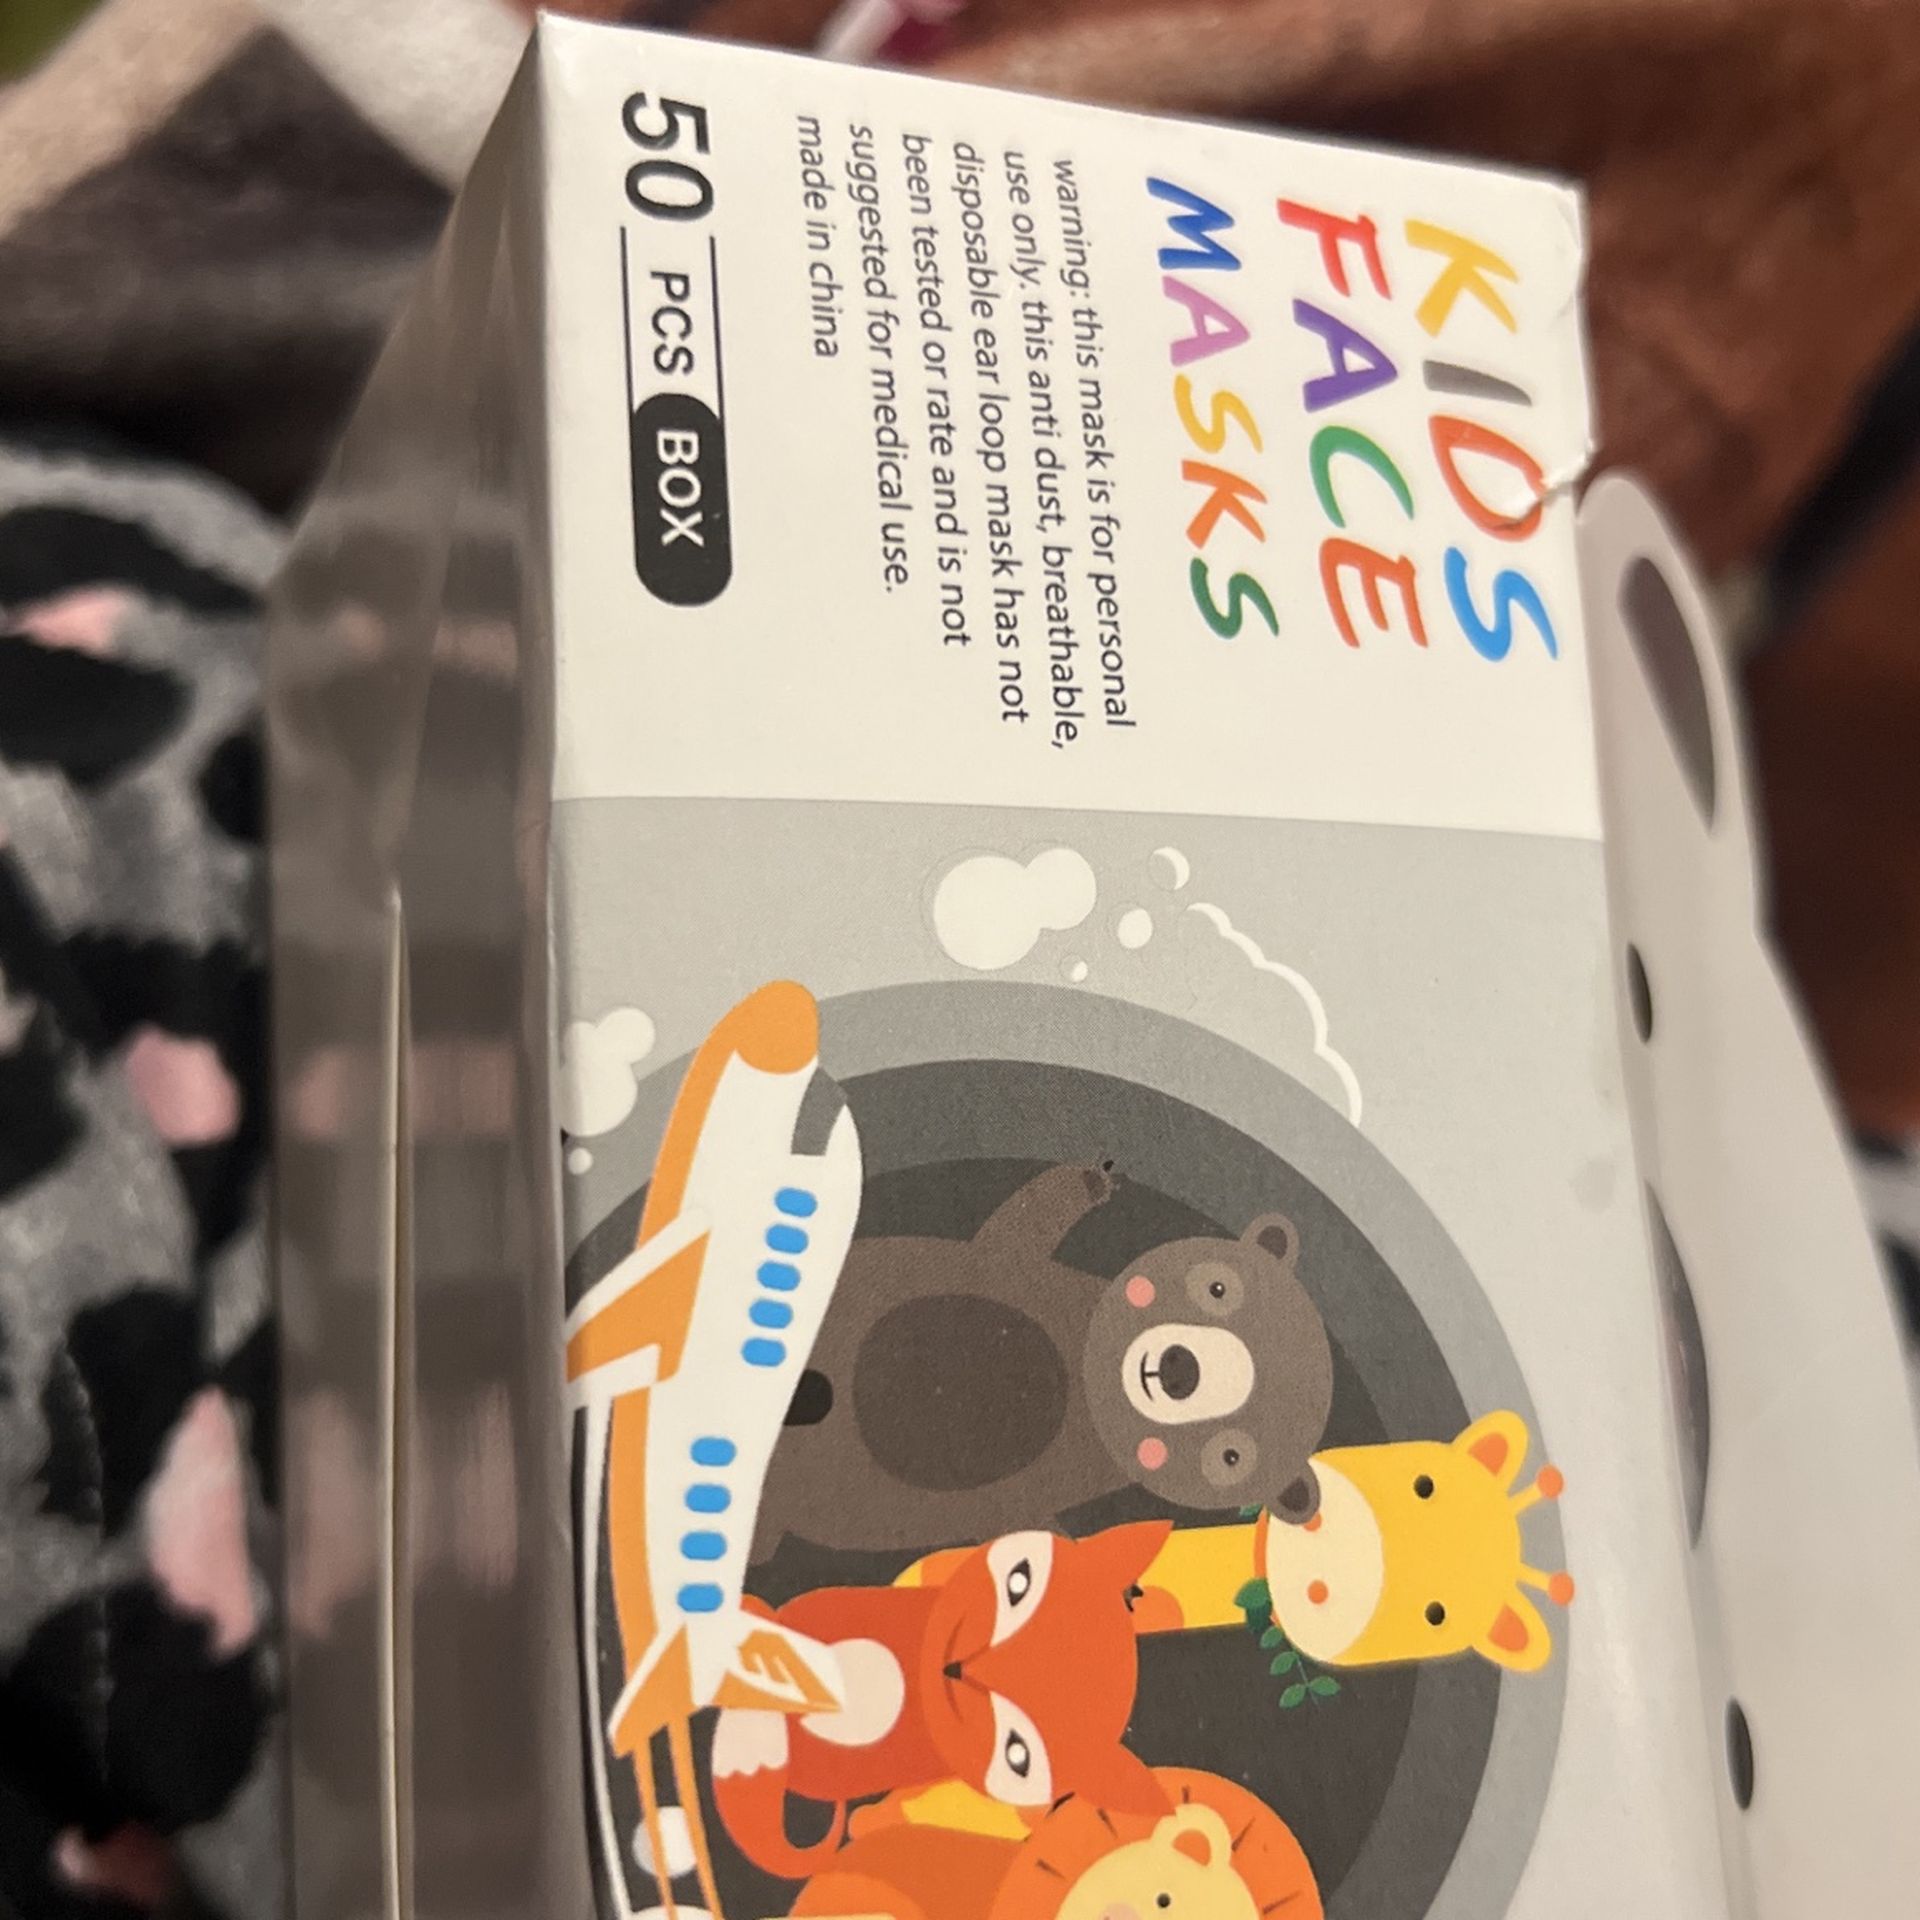 KIDS
FACE
MASKS
warning: this mask is for personal
use only. this anti dust, breathable,
disposable ear loop mask has not
been tested or rate and is not
suggested for medical use.
made in china
50 PCS BOX